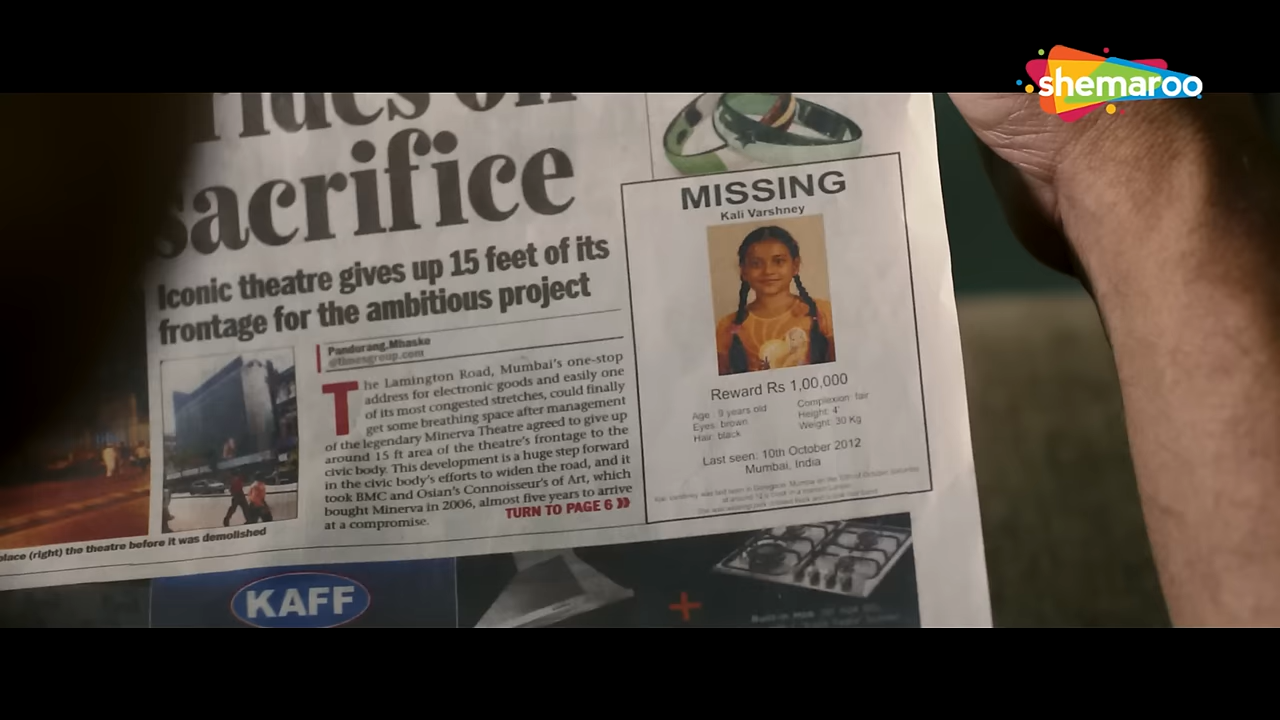 shemaroo
sacrifice
Iconic theatre gives up 15 feet of its
frontage for the ambitious project
Pandurang.Mhaske
@timesgroup.com
The Lamington Road, Mumbai's one-stop
address for electronic goods and easily one
of its most congested stretches, could finally
get some breathing space after management
of the legendary Minerva Theatre agreed to give up
around 15 ft area of the theatre's frontage to the
civic body. This development is a huge step forward
in the civic body's efforts to widen the road, and it
took BMC and Osian's Connoisseur's of Art, which
bought Minerva in 2006, almost five years to arrive
at a compromise.
TURN TO PAGE 6
place (right) the theatre before it was demolished
MISSING
Kali Varshney
Reward Rs 1,00,000
Age : 9 years old
Eyes: brown
Hair: black
Complexion: fair
Height: 4'
Weight: 30 Kg
Last seen: 10th October 2012
Mumbai, India
KAFF